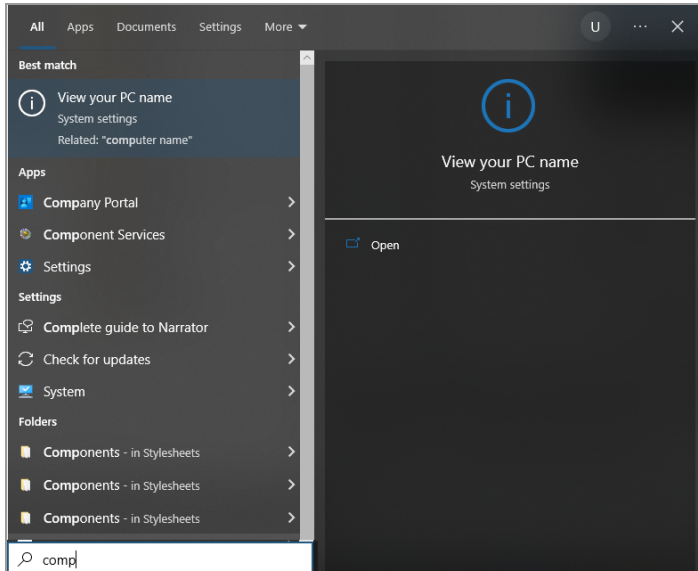 All Apps Documents Settings More U ...
Best match
View your PC name
System settings
Related: "computer name"
Apps
Company Portal
Component Services
Settings
Settings
Complete guide to Narrator
Check for updates
System
Folders
Components - in Stylesheets
Components - in Stylesheets
Components - in Stylesheets
comp
View your PC name
System settings
Open